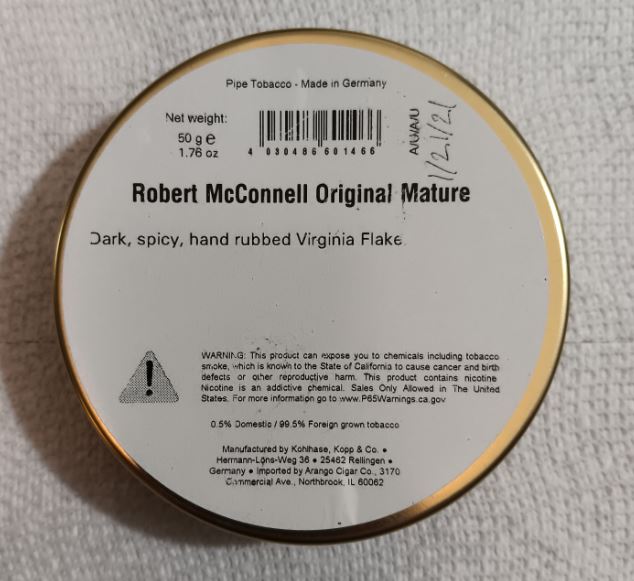 Pipe Tobacco - Made in Germany
Net weight:
50 g e
1.76 oz
4 030486 601466
A/U/A/U
1/21/21
Robert McConnell Original Mature
Dark, spicy, hand rubbed Virginia Flake
!
WARNING: This product can expose you to chemicals including tobacco
smoke, which is known to the State of California to cause cancer and birth
defects or other reproductive harm. This product contains nicotine
Nicotine is an addictive chemical. Sales Only Allowed in The United
States. For more information go to www.P65Warnings.ca.gov
0.5% Domestic / 99.5% Foreign grown tobacco
Manufactured by Kohlhase, Kopp & Co. •
Hermann-Löns-Weg 36 • 25462 Rellingen •
Germany • Imported by Arango Cigar Co., 3170
Commercial Ave., Northbrook, IL 60062